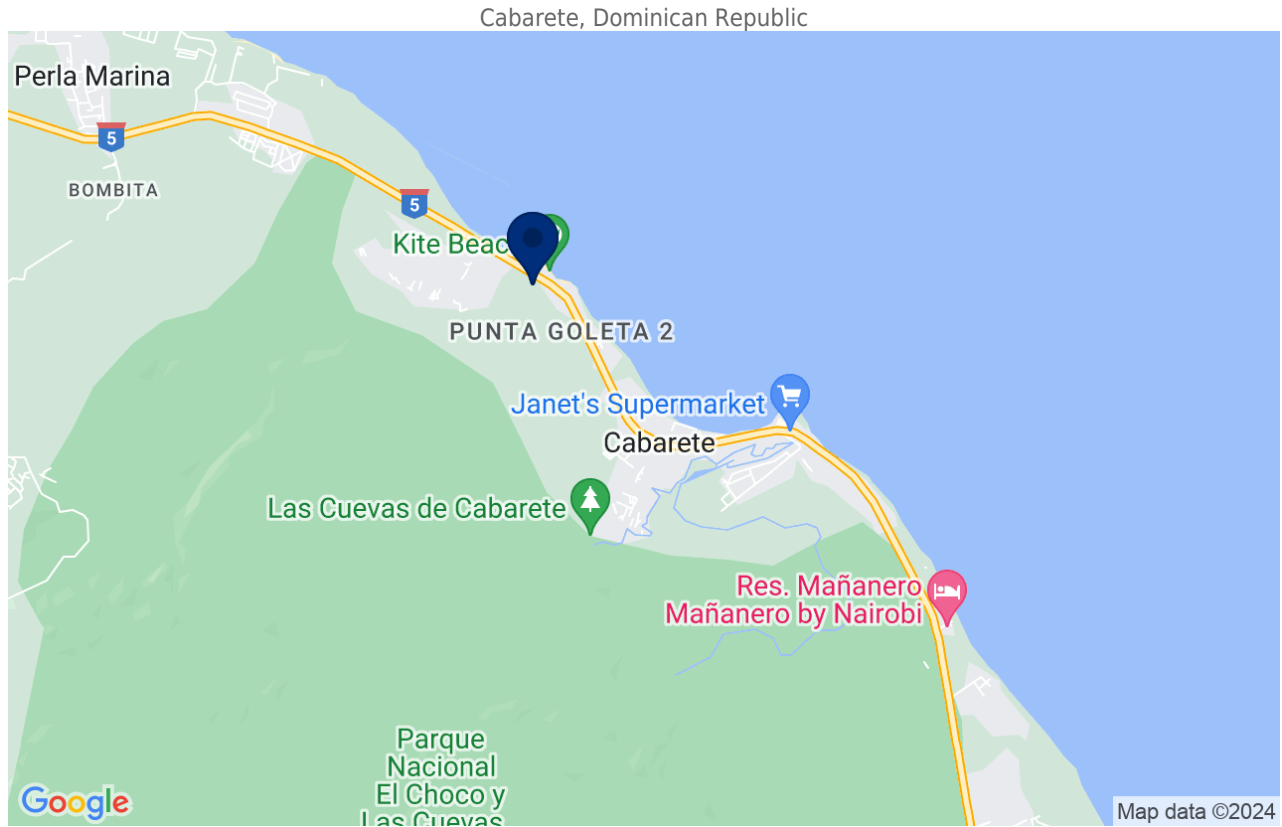 Cabarete, Dominican Republic
Perla Marina
5
BOMBITA
5
Kite Beac
PUNTA GOLETA 2
Janet's Supermarket
Cabarete
Las Cuevas de Cabarete
Res. Mañanero
Mañanero by Nairobi
Parque
Nacional
El Choco y
Las Cuevas
Google
Map data ©2024